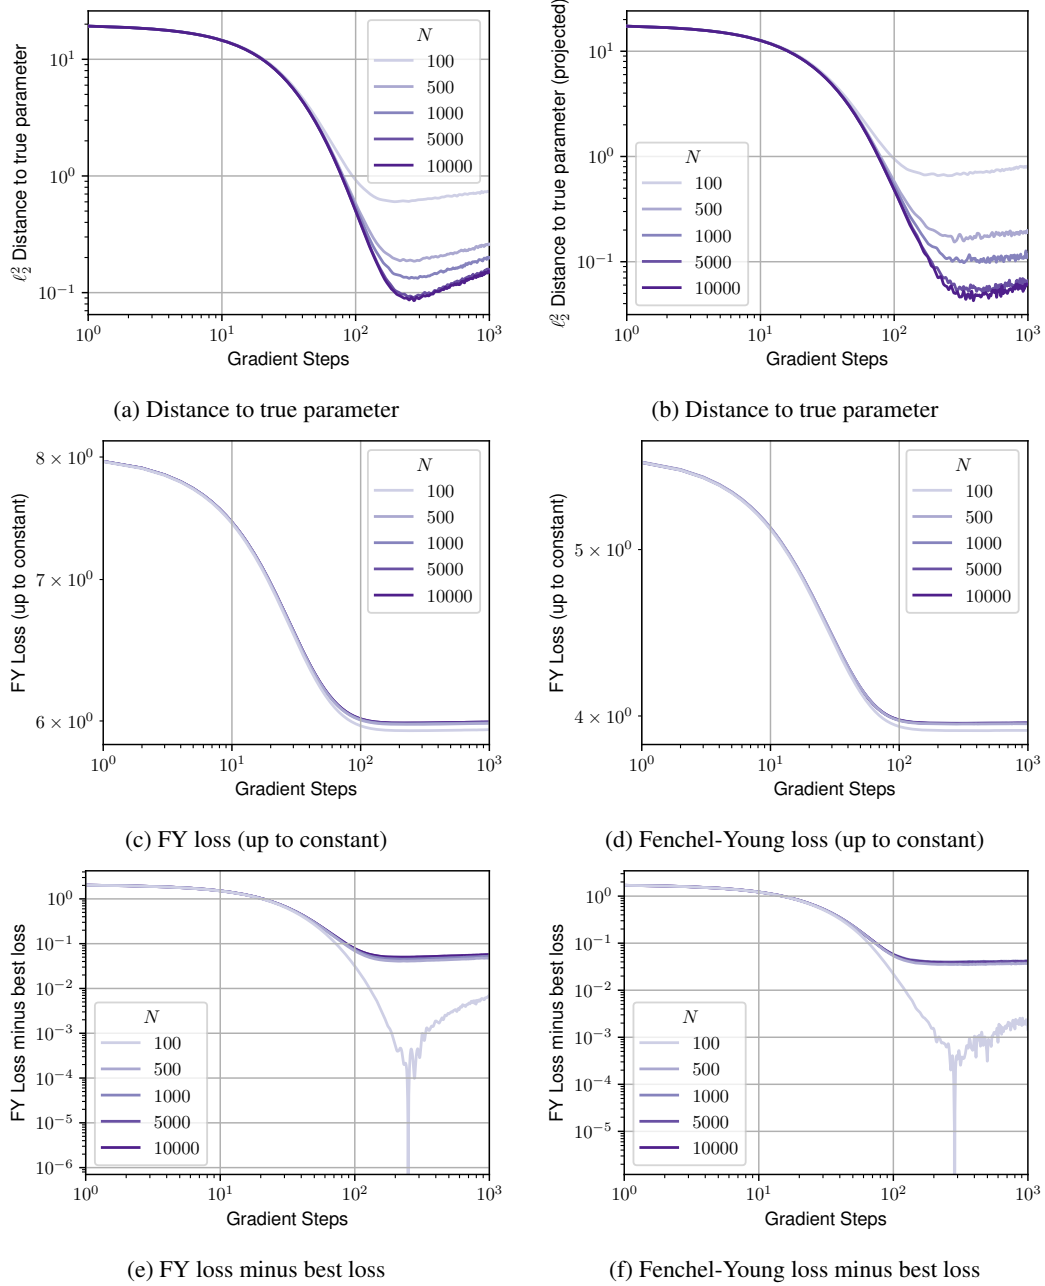 ℓ₂² Distance to true parameter
10¹
10⁰
10⁻¹
N
100
500
1000
5000
10000
10⁰ 10¹ 10² 10³
Gradient Steps
(a) Distance to true parameter
ℓ₂² Distance to true parameter (projected)
10¹
10⁰
10⁻¹
N
100
500
1000
5000
10000
10⁰ 10¹ 10² 10³
Gradient Steps
(b) Distance to true parameter
FY Loss (up to constant)
8 × 10⁰
7 × 10⁰
6 × 10⁰
N
100
500
1000
5000
10000
10⁰ 10¹ 10² 10³
Gradient Steps
(c) FY loss (up to constant)
FY Loss (up to constant)
5 × 10⁰
4 × 10⁰
N
100
500
1000
5000
10000
10⁰ 10¹ 10² 10³
Gradient Steps
(d) Fenchel-Young loss (up to constant)
FY Loss minus best loss
10⁰
10⁻¹
10⁻²
10⁻³
10⁻⁴
10⁻⁵
10⁻⁶
N
100
500
1000
5000
10000
10⁰ 10¹ 10² 10³
Gradient Steps
(e) FY loss minus best loss
FY Loss minus best loss
10⁰
10⁻¹
10⁻²
10⁻³
10⁻⁴
10⁻⁵
N
100
500
1000
5000
10000
10⁰ 10¹ 10² 10³
Gradient Steps
(f) Fenchel-Young loss minus best loss